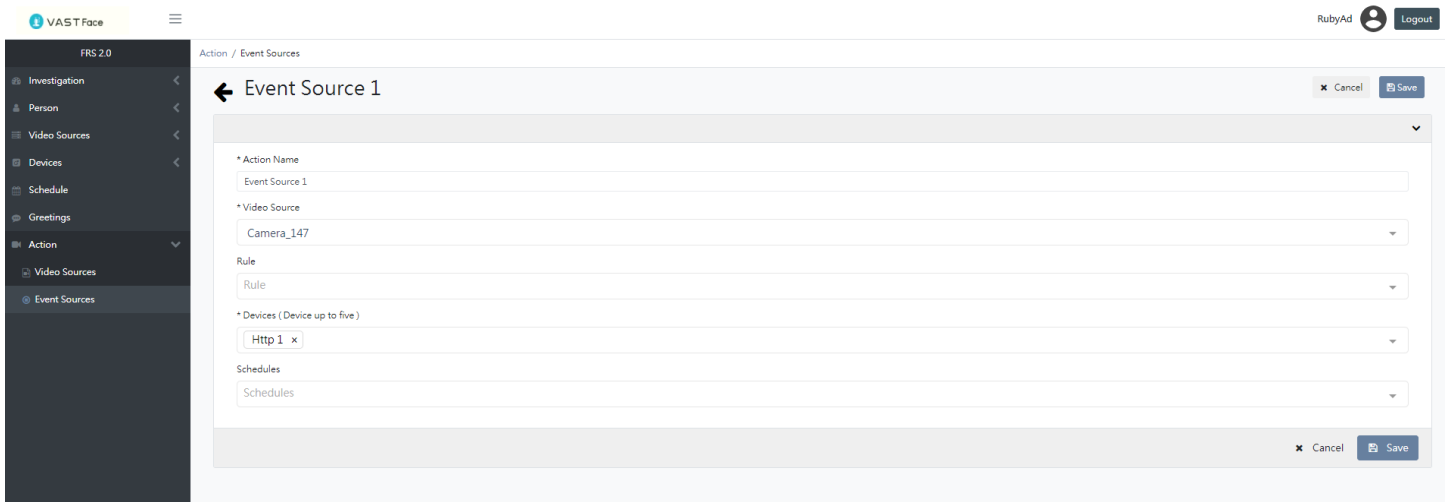 VAST Face
RubyAd
Logout
FRS 2.0
Investigation
Person
Video Sources
Devices
Schedule
Greetings
Action
Video Sources
Event Sources
Action / Event Sources
Event Source 1
× Cancel
Save
* Action Name
Event Source 1
* Video Source
Camera_147
Rule
Rule
* Devices ( Device up to five )
Http 1 ×
Schedules
Schedules
× Cancel
Save